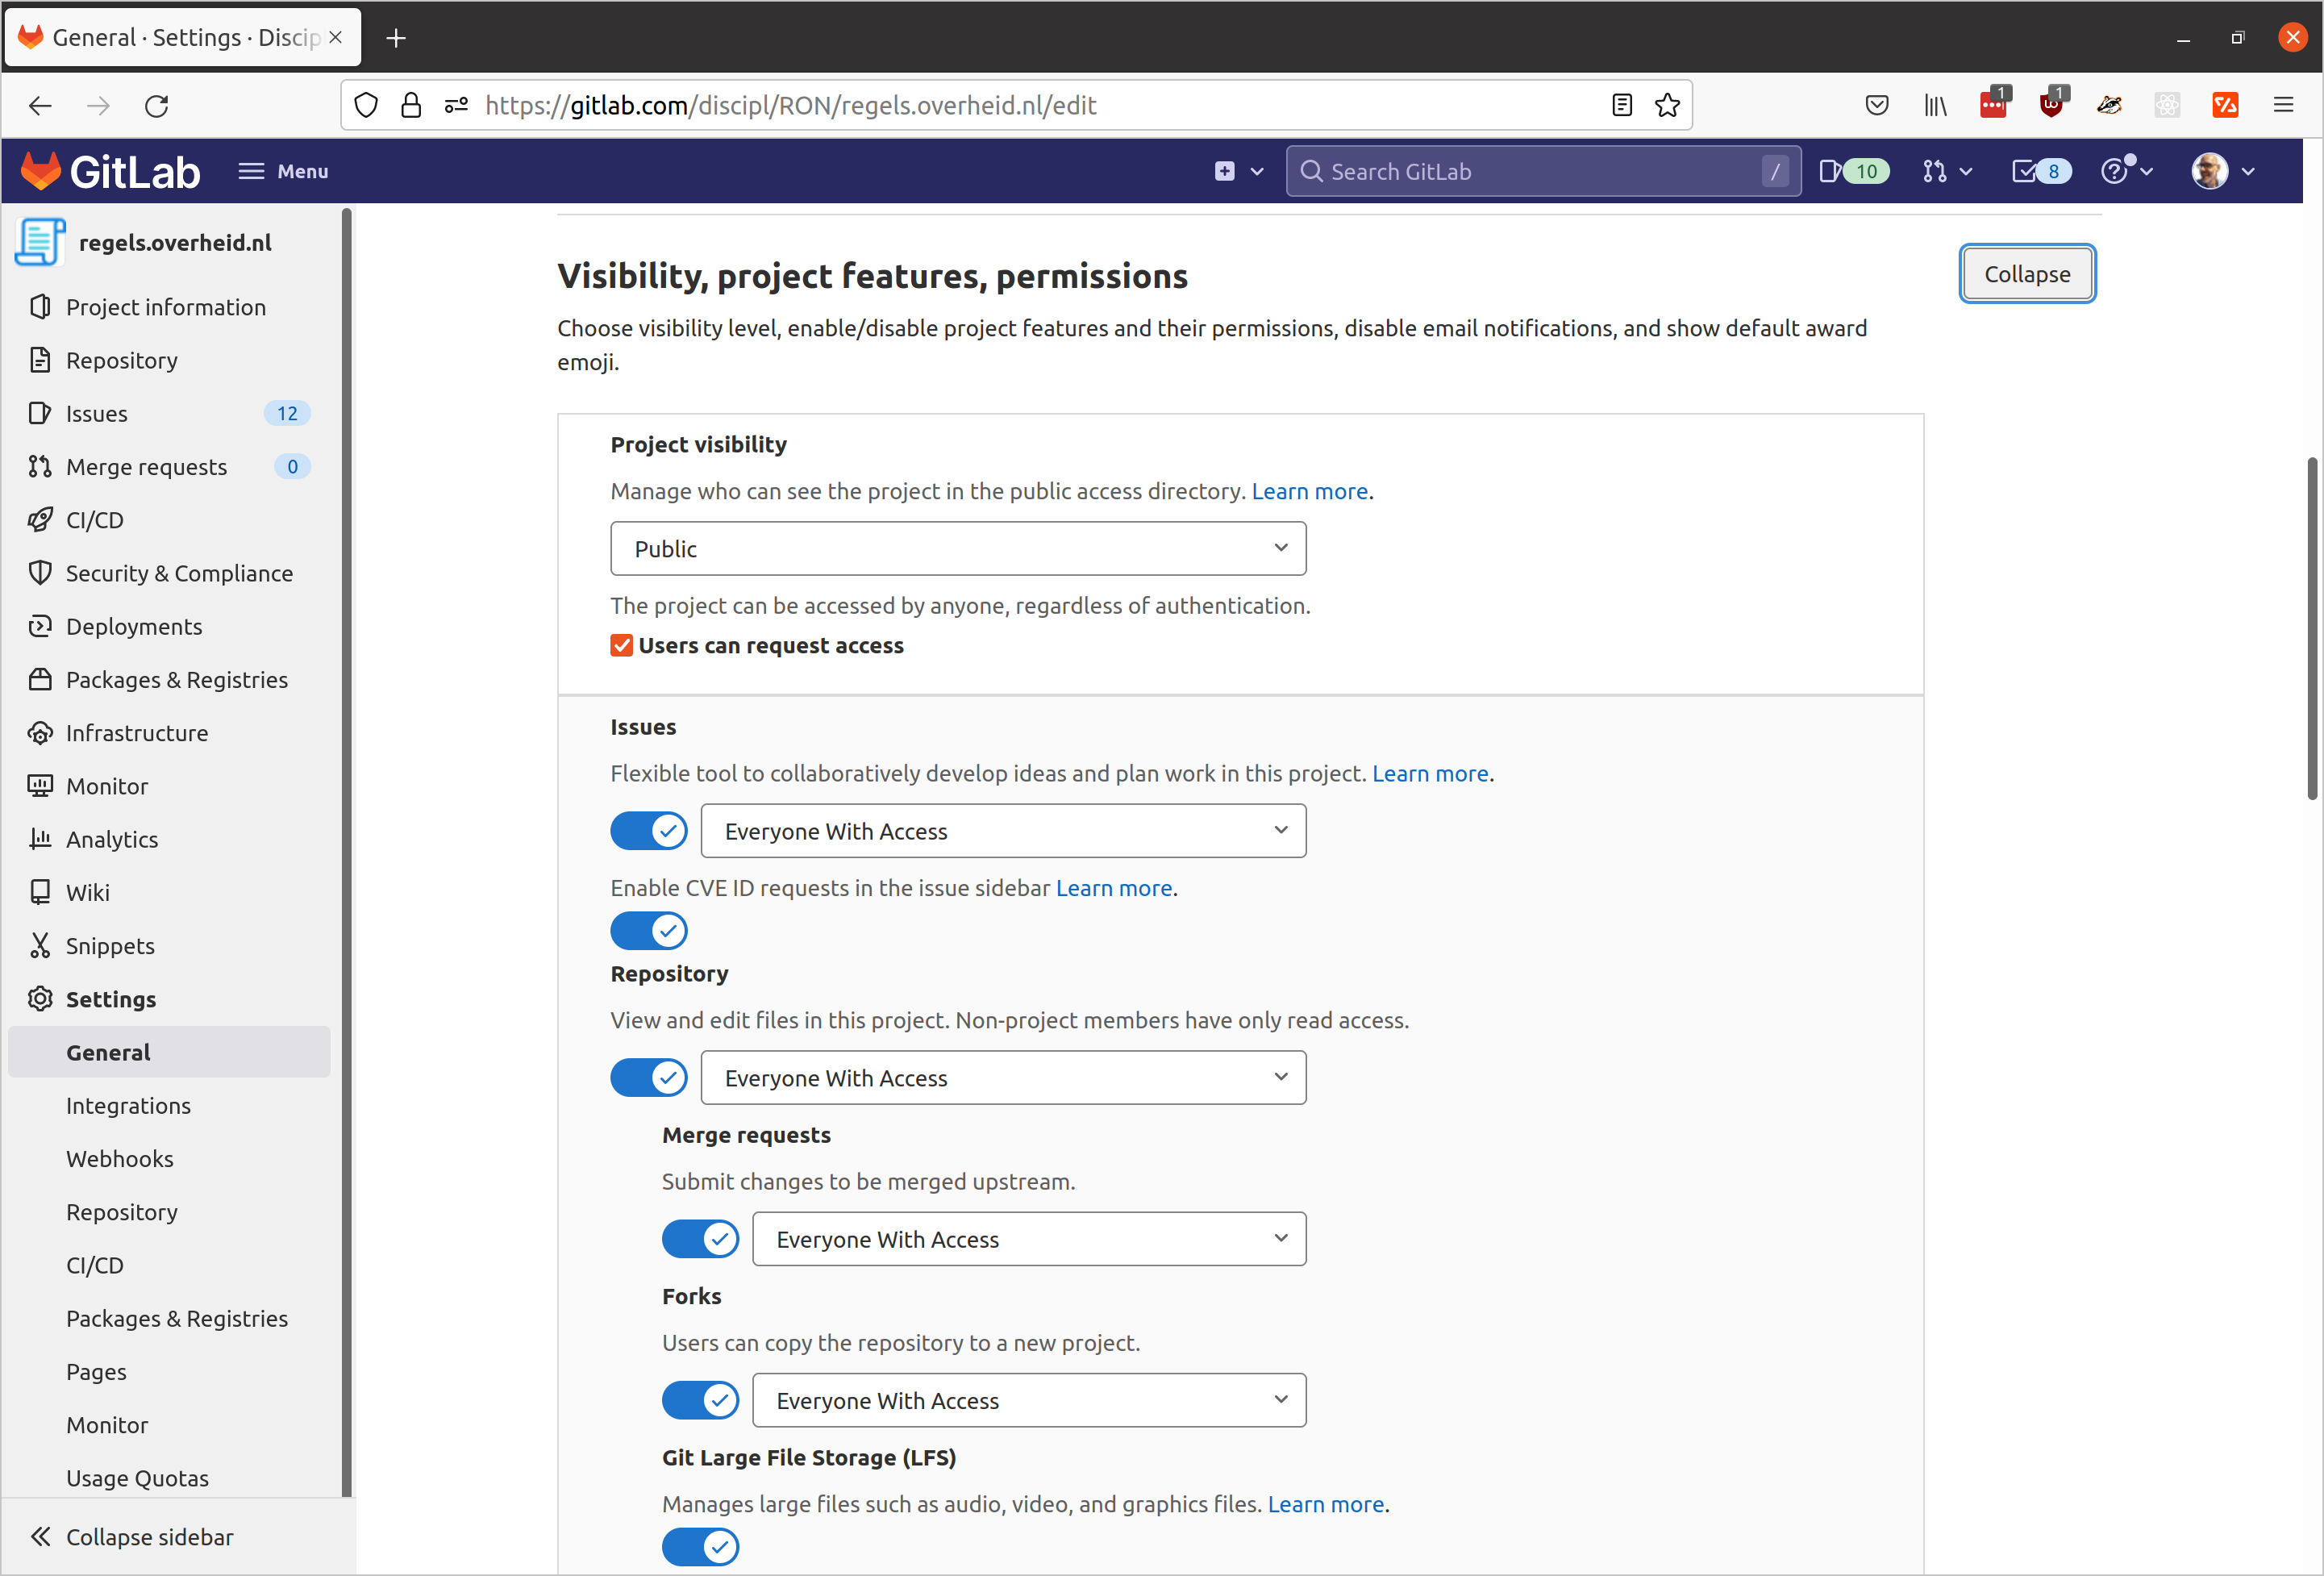 General · Settings · Discip
https://gitlab.com/discipl/RON/regels.overheid.nl/edit
1
1
GitLab
Menu
Search GitLab
/
10
8
regels.overheid.nl
Project information
Repository
Issues
12
Merge requests
0
CI/CD
Security & Compliance
Deployments
Packages & Registries
Infrastructure
Monitor
Analytics
Wiki
Snippets
Settings
General
Integrations
Webhooks
Repository
CI/CD
Packages & Registries
Pages
Monitor
Usage Quotas
Collapse sidebar
Visibility, project features, permissions
Collapse
Choose visibility level, enable/disable project features and their permissions, disable email notifications, and show default award
emoji.
Project visibility
Manage who can see the project in the public access directory. Learn more.
Public
The project can be accessed by anyone, regardless of authentication.
Users can request access
Issues
Flexible tool to collaboratively develop ideas and plan work in this project. Learn more.
Everyone With Access
Enable CVE ID requests in the issue sidebar Learn more.
Repository
View and edit files in this project. Non-project members have only read access.
Everyone With Access
Merge requests
Submit changes to be merged upstream.
Everyone With Access
Forks
Users can copy the repository to a new project.
Everyone With Access
Git Large File Storage (LFS)
Manages large files such as audio, video, and graphics files. Learn more.